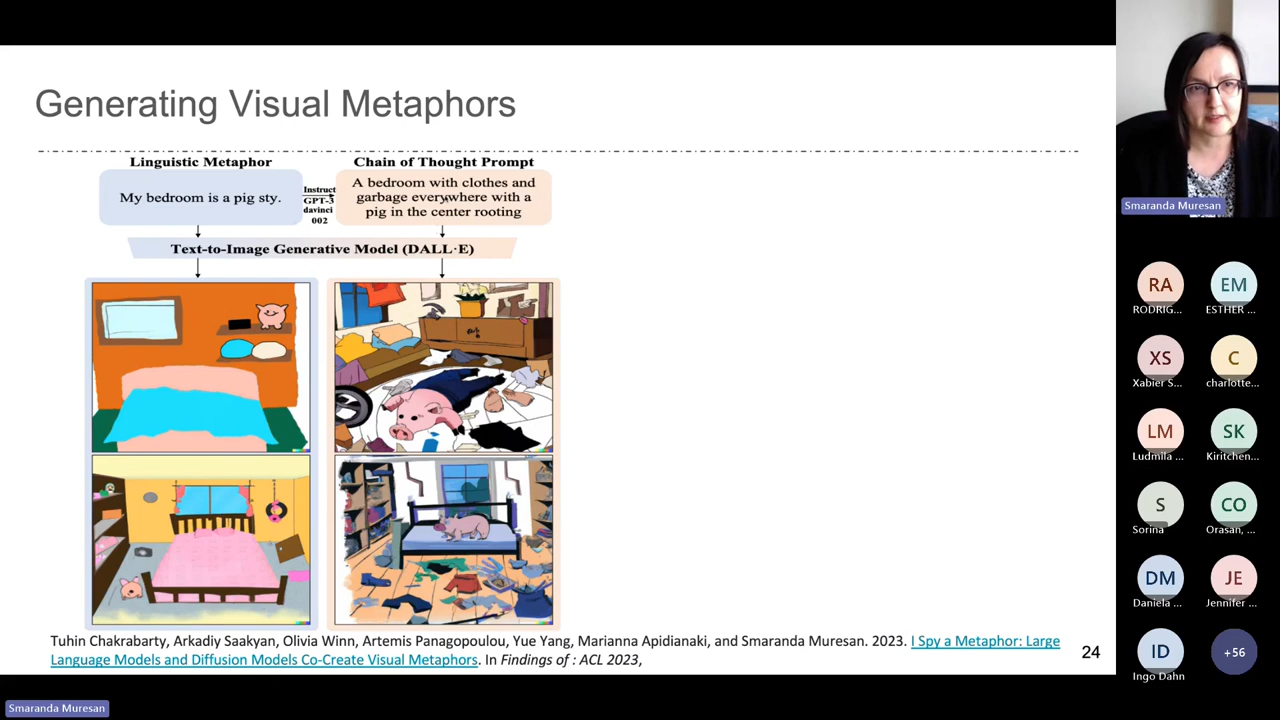 Generating Visual Metaphors
Linguistic Metaphor
Chain of Thought Prompt
My bedroom is a pig sty.
Instruct
GPT-3
davinci
002
A bedroom with clothes and
garbage everywhere with a
pig in the center rooting
Text-to-Image Generative Model (DALL·E)
Tuhin Chakrabarty, Arkadiy Saakyan, Olivia Winn, Artemis Panagopoulou, Yue Yang, Marianna Apidianaki, and Smaranda Muresan. 2023. I Spy a Metaphor: Large
Language Models and Diffusion Models Co-Create Visual Metaphors. In Findings of : ACL 2023,
24
Smaranda Muresan
RA
EM
RODRIG...
ESTHER ...
XS
C
Xabier S...
charlotte...
LM
SK
Ludmila ...
Kiritchen...
S
CO
Sorina
Orasan, ...
DM
JE
Daniela ...
Jennifer ...
ID
+56
Ingo Dahn
Smaranda Muresan